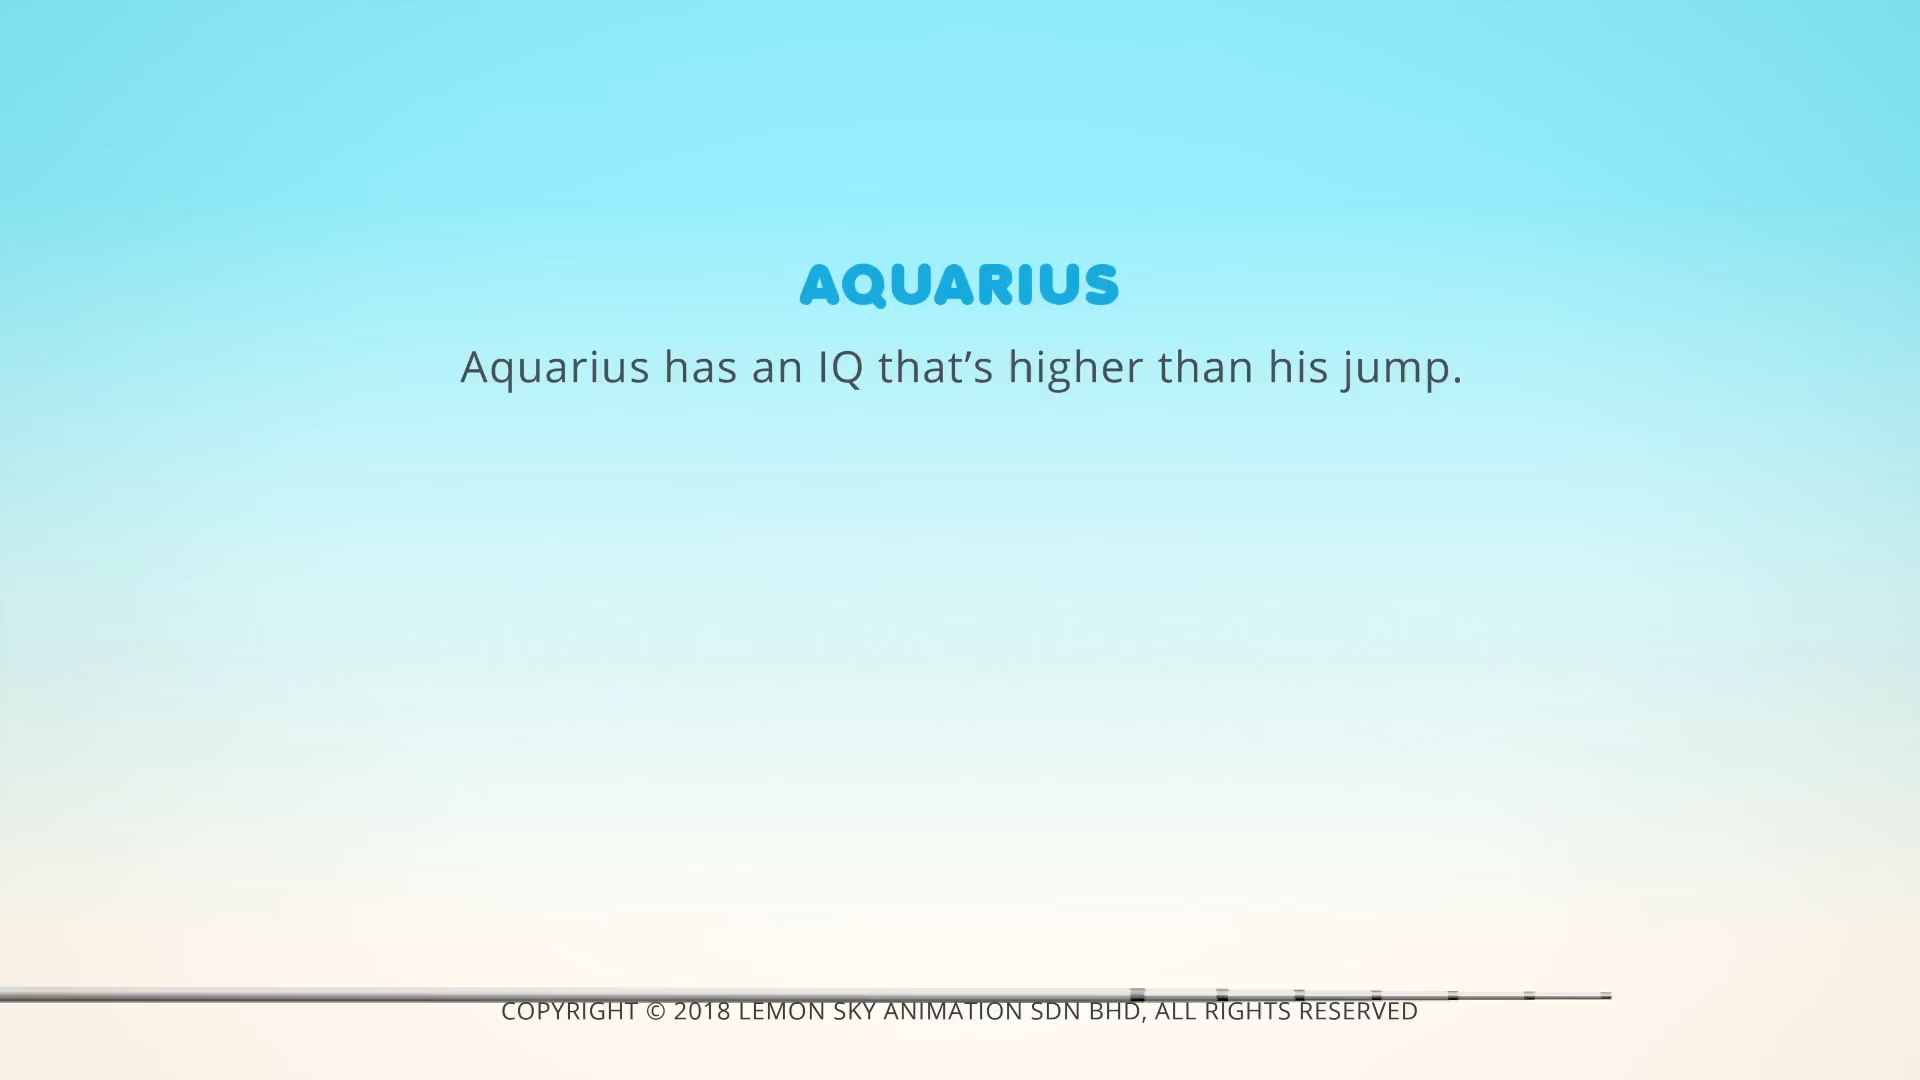 AQUARIUS
Aquarius has an IQ that’s higher than his jump.
COPYRIGHT © 2018 LEMON SKY ANIMATION SDN BHD, ALL RIGHTS RESERVED